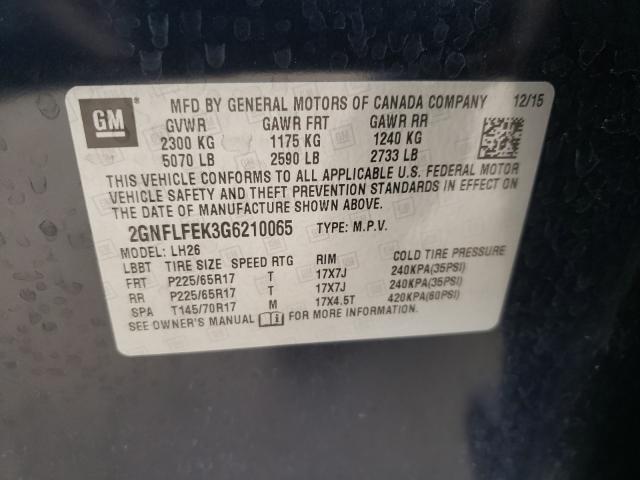 GM ® MFD BY GENERAL MOTORS OF CANADA COMPANY 12/15
GVWR GAWR FRT GAWR RR
2300 KG 1175 KG 1240 KG
5070 LB 2590 LB 2733 LB
THIS VEHICLE CONFORMS TO ALL APPLICABLE U.S. FEDERAL MOTOR
VEHICLE SAFETY AND THEFT PREVENTION STANDARDS IN EFFECT ON
THE DATE OF MANUFACTURE SHOWN ABOVE.
2GNFLFEK3G6210065 TYPE: M.P.V.
MODEL: LH26
LBBT TIRE SIZE SPEED RTG RIM COLD TIRE PRESSURE
FRT P225/65R17 T 17X7J 240KPA(35PSI)
RR P225/65R17 T 17X7J 240KPA(35PSI)
SPA T145/70R17 M 17X4.5T 420KPA(60PSI)
SEE OWNER'S MANUAL FOR MORE INFORMATION.